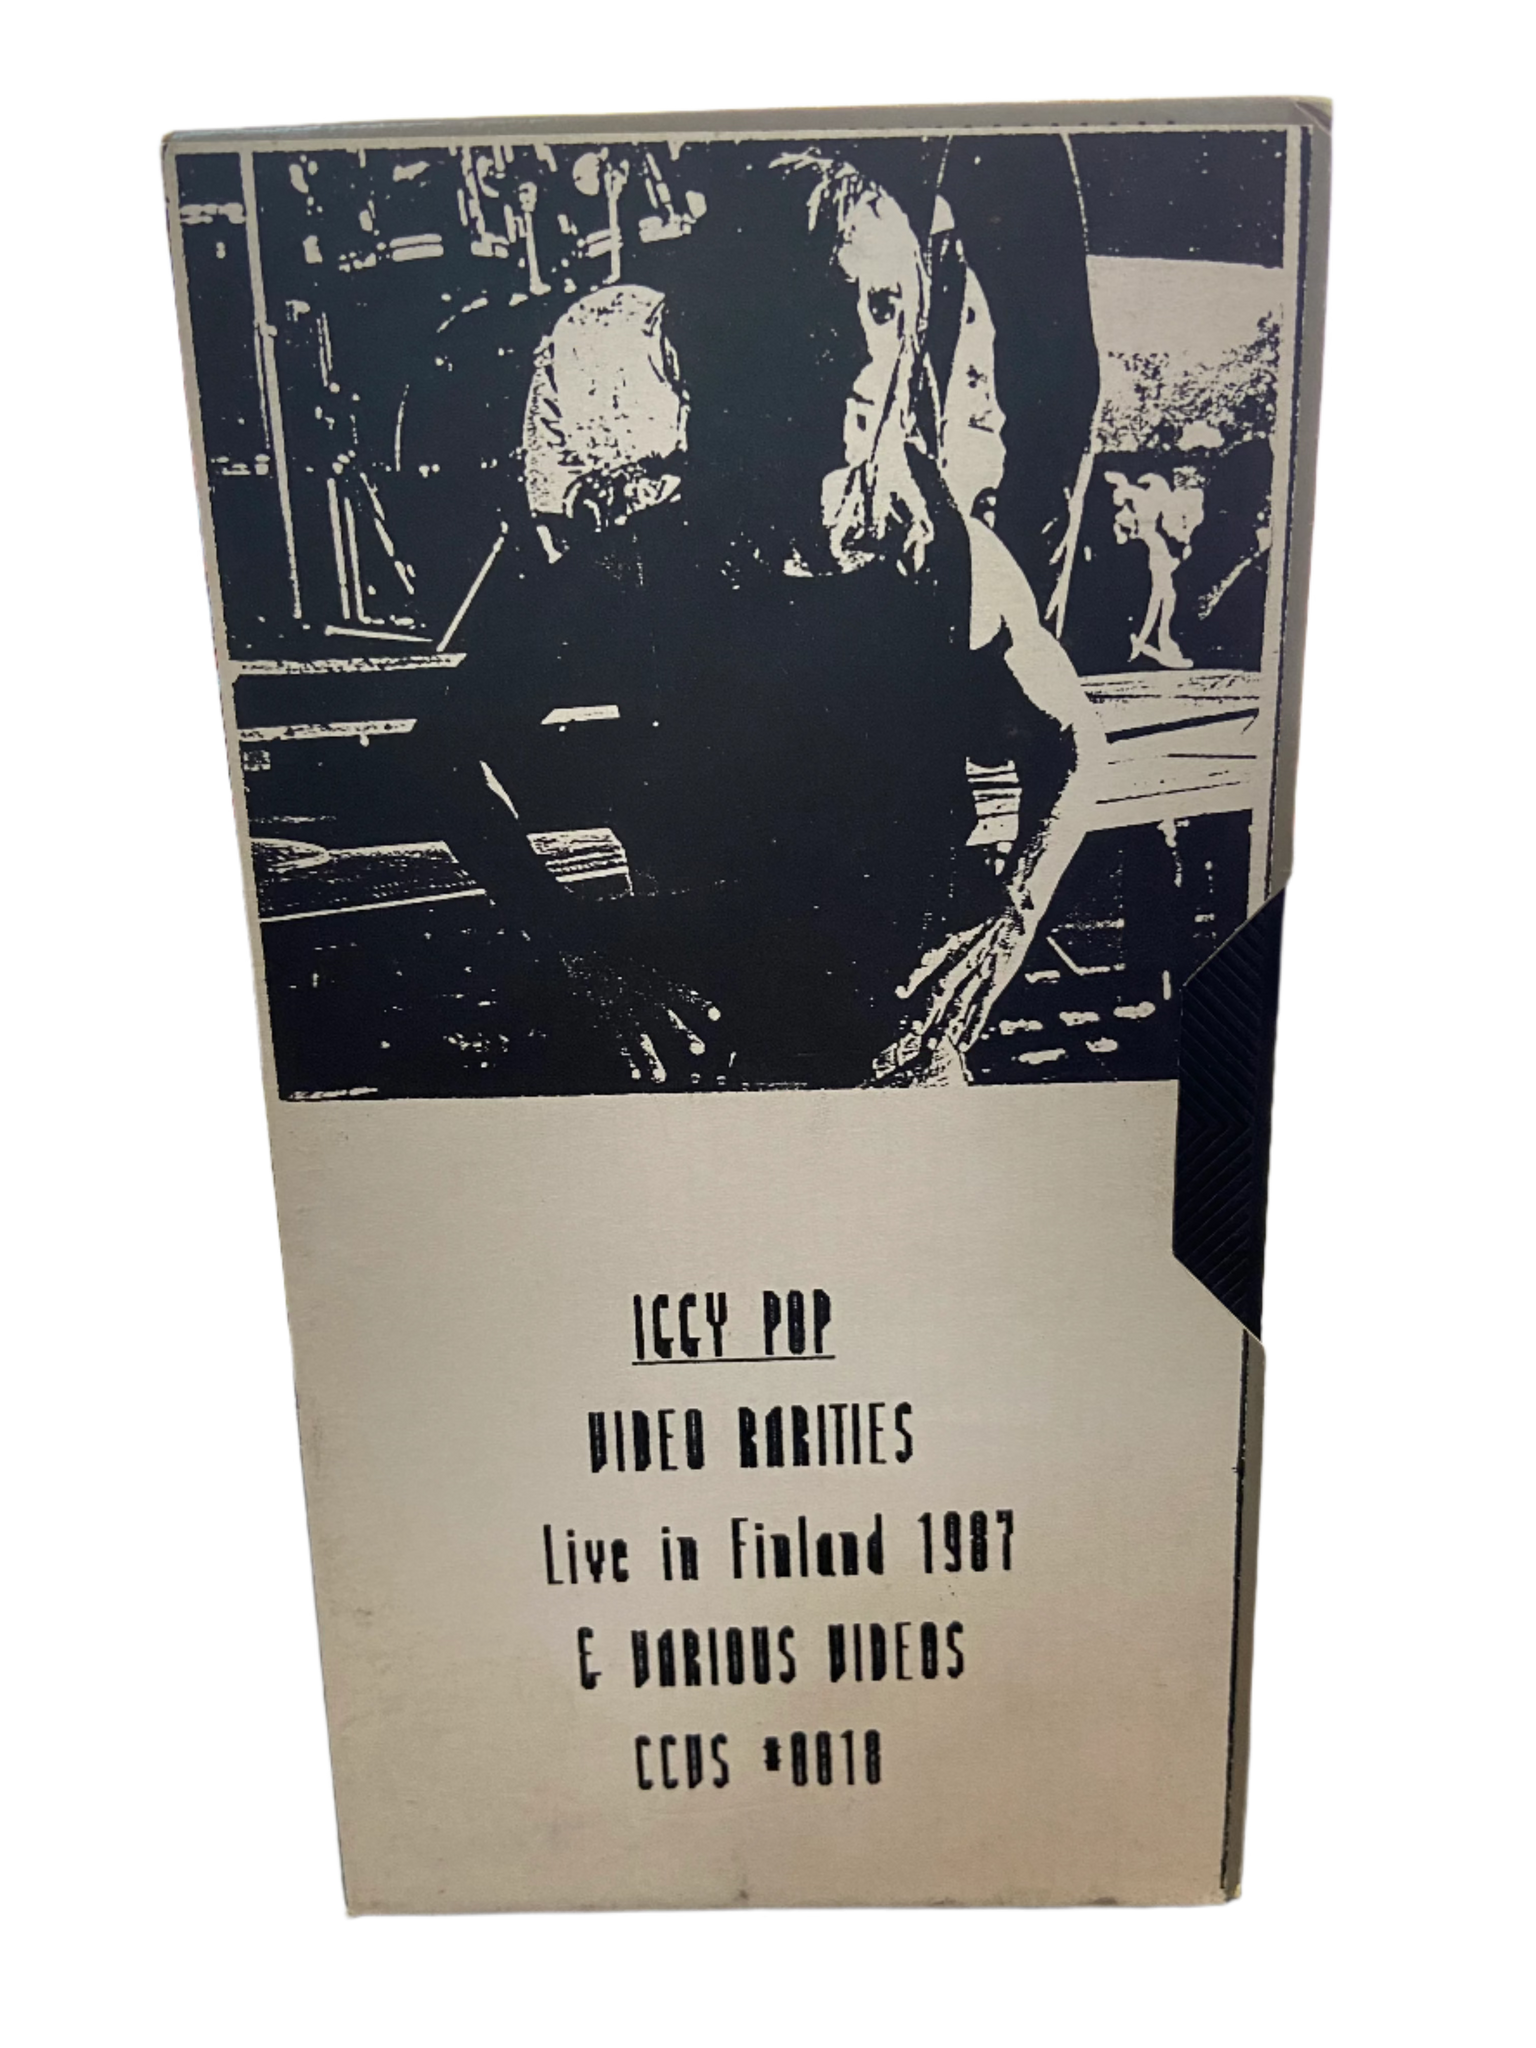 IGGY POP
VIDEO RARITIES
Live in Finland 1987
& VARIOUS VIDEOS
CCVS #0018